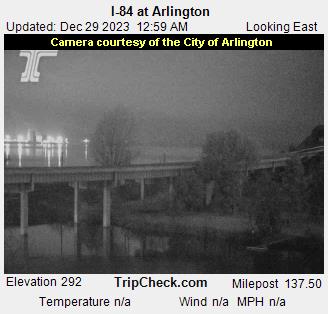 I-84 at Arlington
Updated: Dec 29 2023 12:59 AM Looking East
Camera courtesy of the City of Arlington
Elevation 292 TripCheck.com Milepost 137.50
Temperature n/a Wind n/a MPH n/a